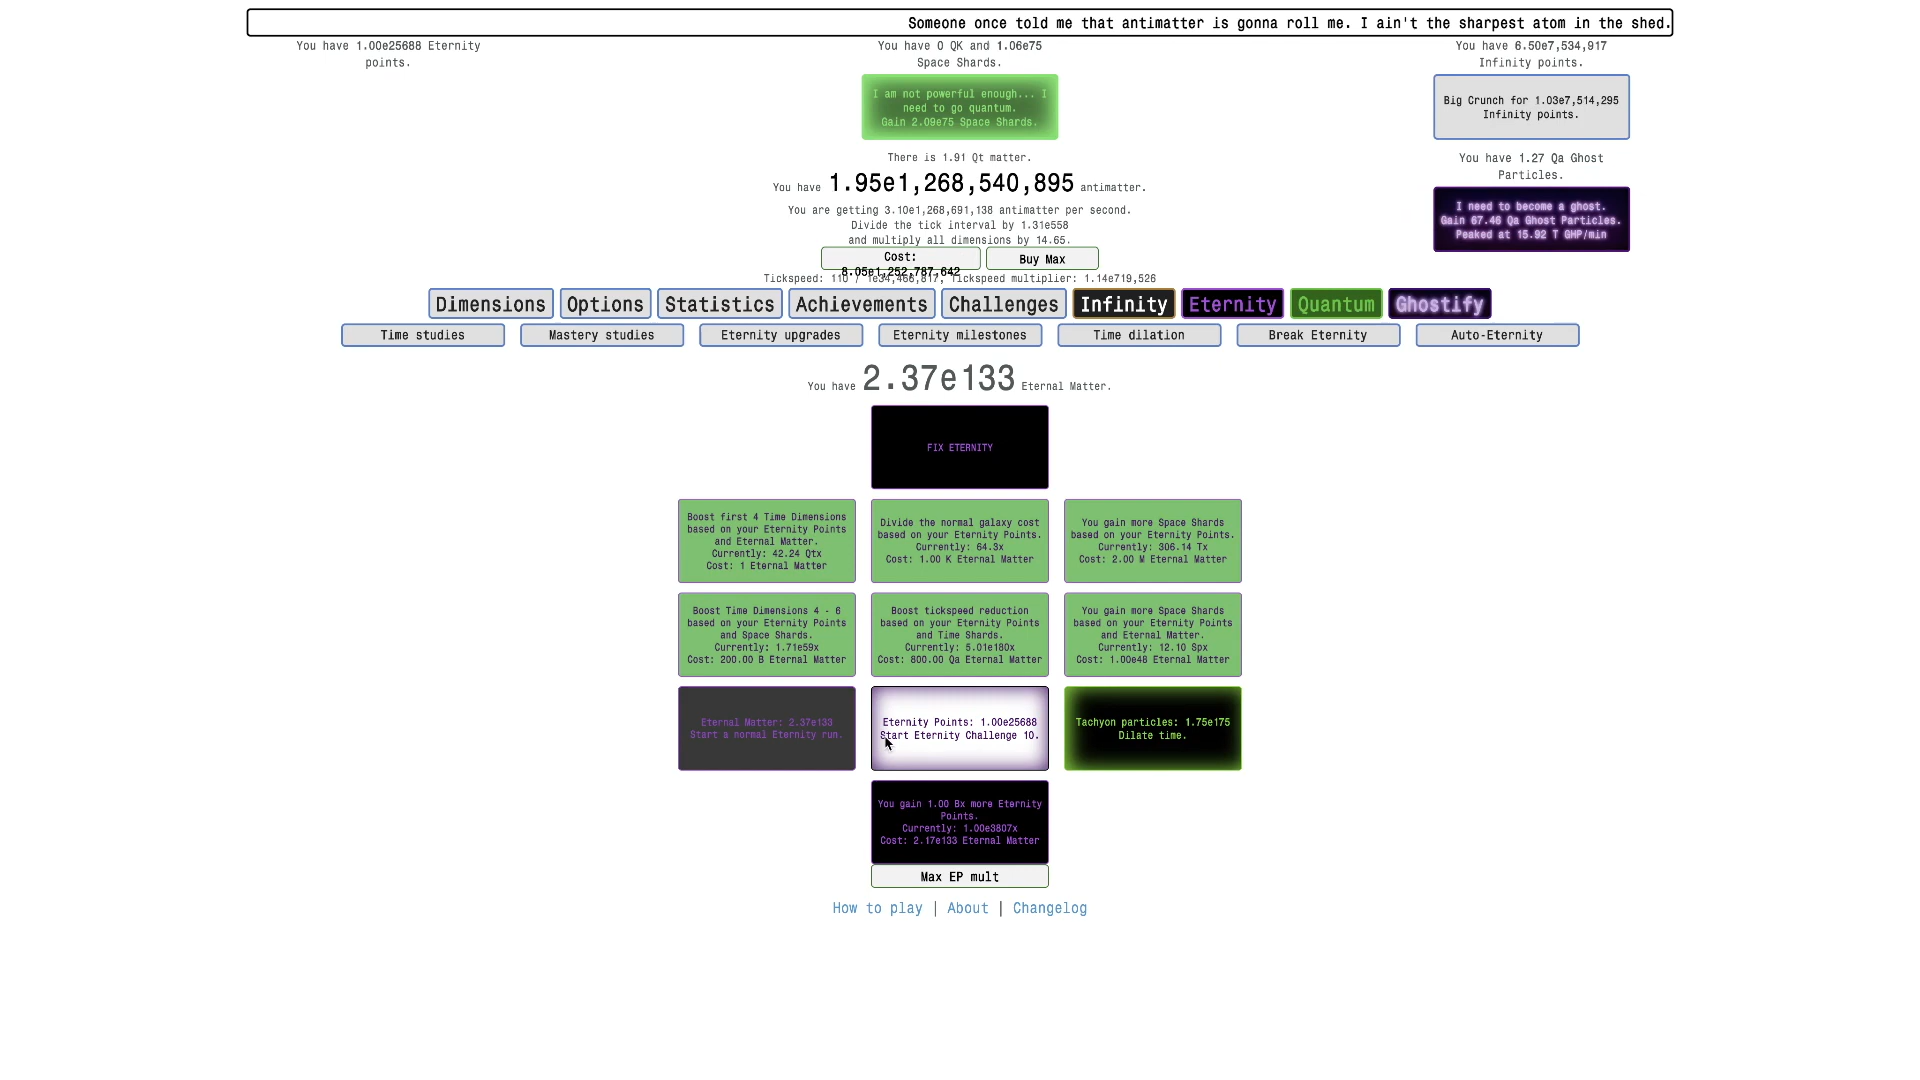 Someone once told me that antimatter is gonna roll me. I ain't the sharpest atom in the shed.
You have 1.00e25688 Eternity
points.
You have 0 QK and 1.06e75
Space Shards.
You have 6.50e7,534,917
Infinity points.
I am not powerful enough... I
need to go quantum.
Gain 2.09e75 Space Shards.
Big Crunch for 1.03e7,514,295
Infinity points.
There is 1.91 Qt matter.
You have 1.27 Qa Ghost
Particles.
You have 1.95e1,268,540,895 antimatter.
I need to become a ghost.
Gain 67.46 Qa Ghost Particles.
Peaked at 15.92 T GHP/min
You are getting 3.10e1,268,691,138 antimatter per second.
Divide the tick interval by 1.31e558
and multiply all dimensions by 14.65.
Cost:
8.05e1,252,787,642
Buy Max
Tickspeed: 110 / 1e34,466,817, Tickspeed multiplier: 1.14e719,526
Dimensions Options Statistics Achievements Challenges Infinity Eternity Quantum Ghostify
Time studies Mastery studies Eternity upgrades Eternity milestones Time dilation Break Eternity Auto-Eternity
You have 2.37e133 Eternal Matter.
FIX ETERNITY
Boost first 4 Time Dimensions
based on your Eternity Points
and Eternal Matter.
Currently: 42.24 Qtx
Cost: 1 Eternal Matter
Divide the normal galaxy cost
based on your Eternity Points.
Currently: 64.3x
Cost: 1.00 K Eternal Matter
You gain more Space Shards
based on your Eternity Points.
Currently: 306.14 Tx
Cost: 2.00 M Eternal Matter
Boost Time Dimensions 4 - 6
based on your Eternity Points
and Space Shards.
Currently: 1.71e59x
Cost: 200.00 B Eternal Matter
Boost tickspeed reduction
based on your Eternity Points
and Time Shards.
Currently: 5.01e180x
Cost: 800.00 Qa Eternal Matter
You gain more Space Shards
based on your Eternity Points
and Eternal Matter.
Currently: 12.10 Spx
Cost: 1.00e48 Eternal Matter
Eternal Matter: 2.37e133
Start a normal Eternity run.
Eternity Points: 1.00e25688
Start Eternity Challenge 10.
Tachyon particles: 1.75e175
Dilate time.
You gain 1.00 Bx more Eternity
Points.
Currently: 1.00e3807x
Cost: 2.17e133 Eternal Matter
Max EP mult
How to play | About | Changelog